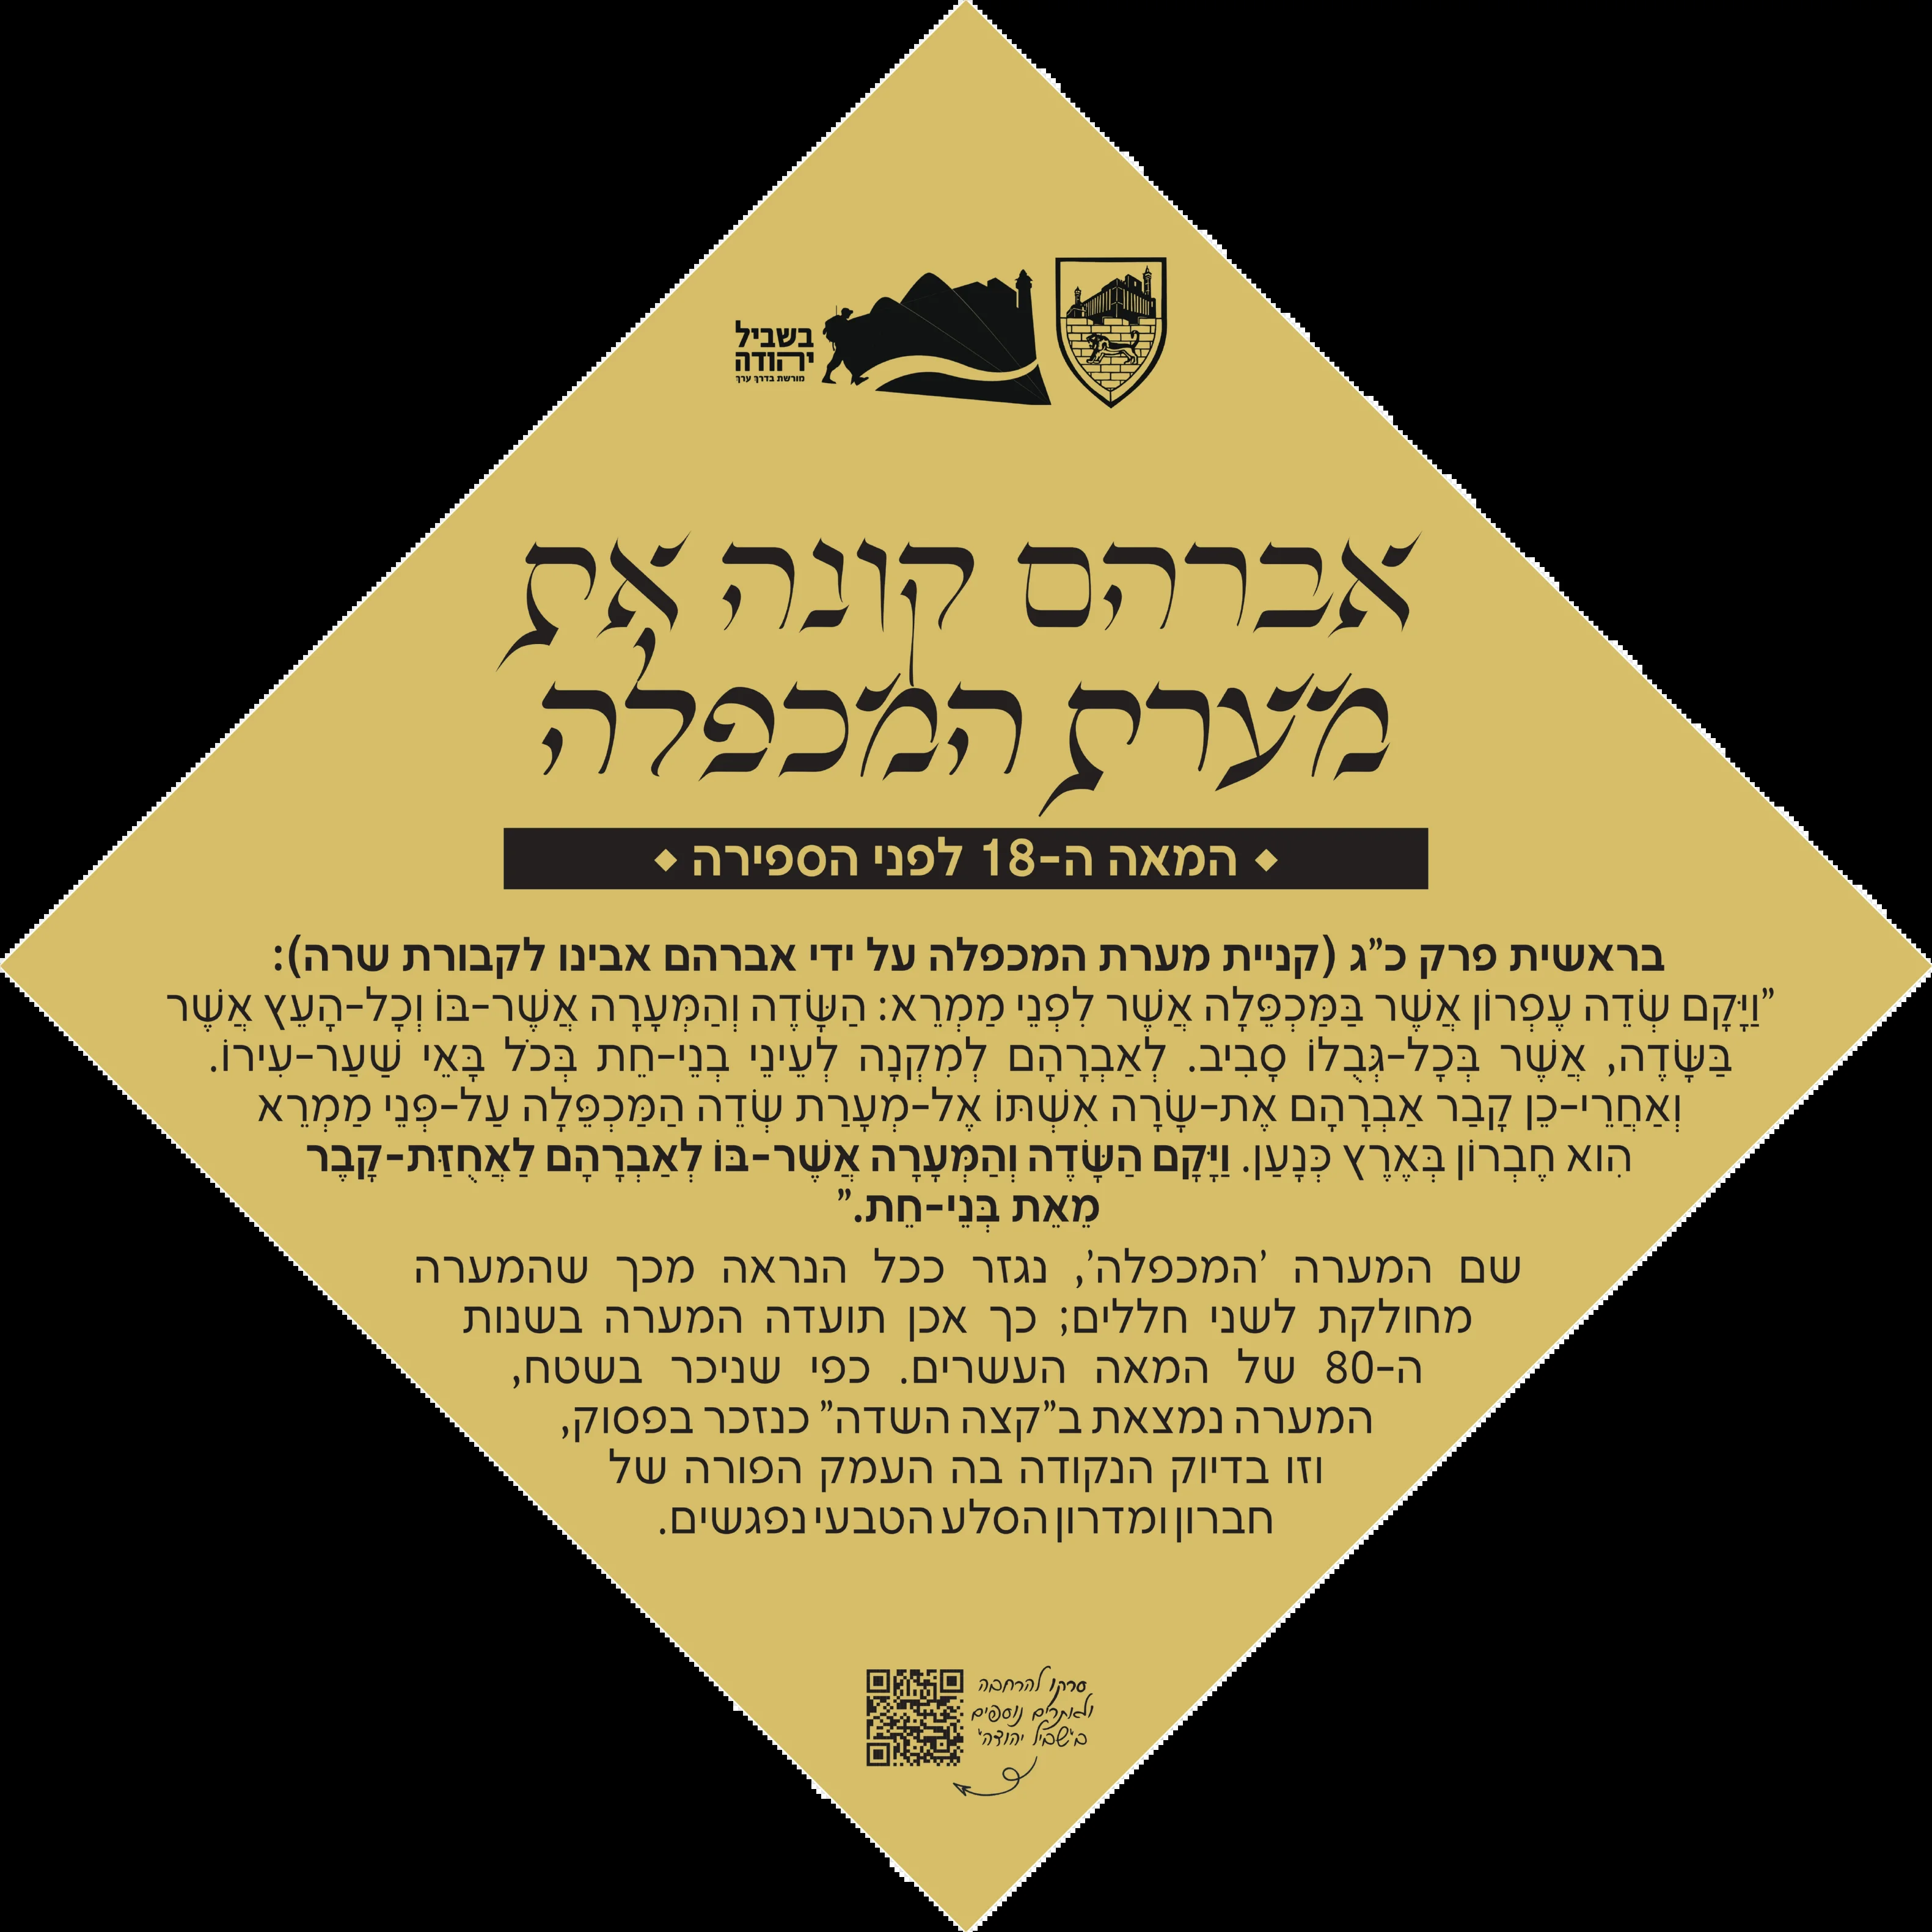 בשביל
יהודה
מורשת בדרך ערך
אברהם קונה את
מערת המכפלה
המאה ה-18 לפני הספירה
בראשית פרק כ"ג (קניית מערת המכפלה על ידי אברהם אבינו לקבורת שרה):
"וַיָּקָם שְׂדֵה עֶפְרוֹן אֲשֶׁר בַּמַּכְפֵּלָה אֲשֶׁר לִפְנֵי מַמְרֵא: הַשָּׂדֶה וְהַמְּעָרָה אֲשֶׁר-בּוֹ וְכָל-הָעֵץ אֲשֶׁר
בַּשָּׂדֶה, אֲשֶׁר בְּכָל-גְּבֻלוֹ סָבִיב. לְאַבְרָהָם לְמִקְנָה לְעֵינֵי בְנֵי-חֵת בְּכֹל בָּאֵי שַׁעַר-עִירוֹ.
וְאַחֲרֵי-כֵן קָבַר אַבְרָהָם אֶת-שָׂרָה אִשְׁתּוֹ אֶל-מְעָרַת שְׂדֵה הַמַּכְפֵּלָה עַל-פְּנֵי מַמְרֵא
הִוא חֶבְרוֹן בְּאֶרֶץ כְּנָעַן. וַיָּקָם הַשָּׂדֶה וְהַמְּעָרָה אֲשֶׁר-בּוֹ לְאַבְרָהָם לַאֲחֻזַּת-קָבֶר
מֵאֵת בְּנֵי-חֵת."
שם המערה 'המכפלה', נגזר ככל הנראה מכך שהמערה
מחולקת לשני חללים; כך אכן תועדה המערה בשנות
ה-80 של המאה העשרים. כפי שניכר בשטח,
המערה נמצאת ב"קצה השדה" כנזכר בפסוק,
וזו בדיוק הנקודה בה העמק הפורה של
חברון ומדרון הסלע הטבעי נפגשים.
סרקו להרחבה
ולאתרים נוספים
ב'שביל יהודה'